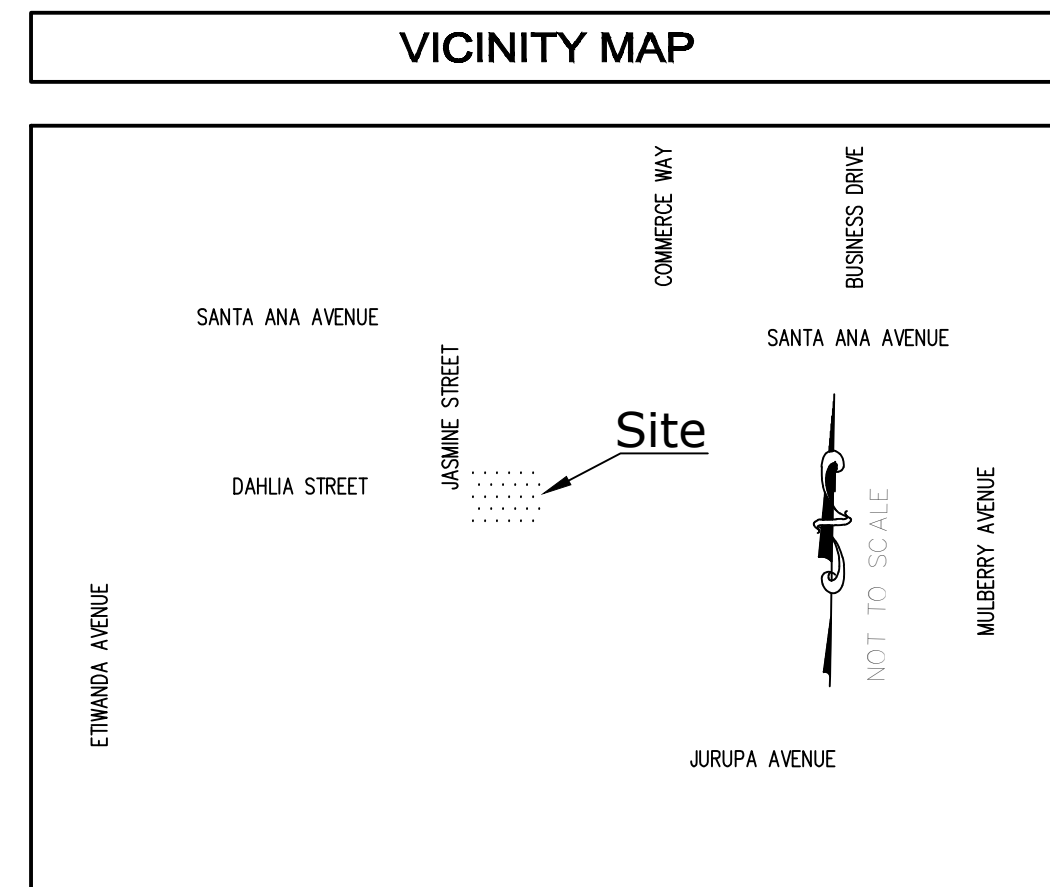 VICINITY MAP
COMMERCE WAY
BUSINESS DRIVE
SANTA ANA AVENUE
SANTA ANA AVENUE
JASMINE STREET
Site
DAHLIA STREET
NOT TO SCALE
MULBERRY AVENUE
ETIWANDA AVENUE
JURUPA AVENUE